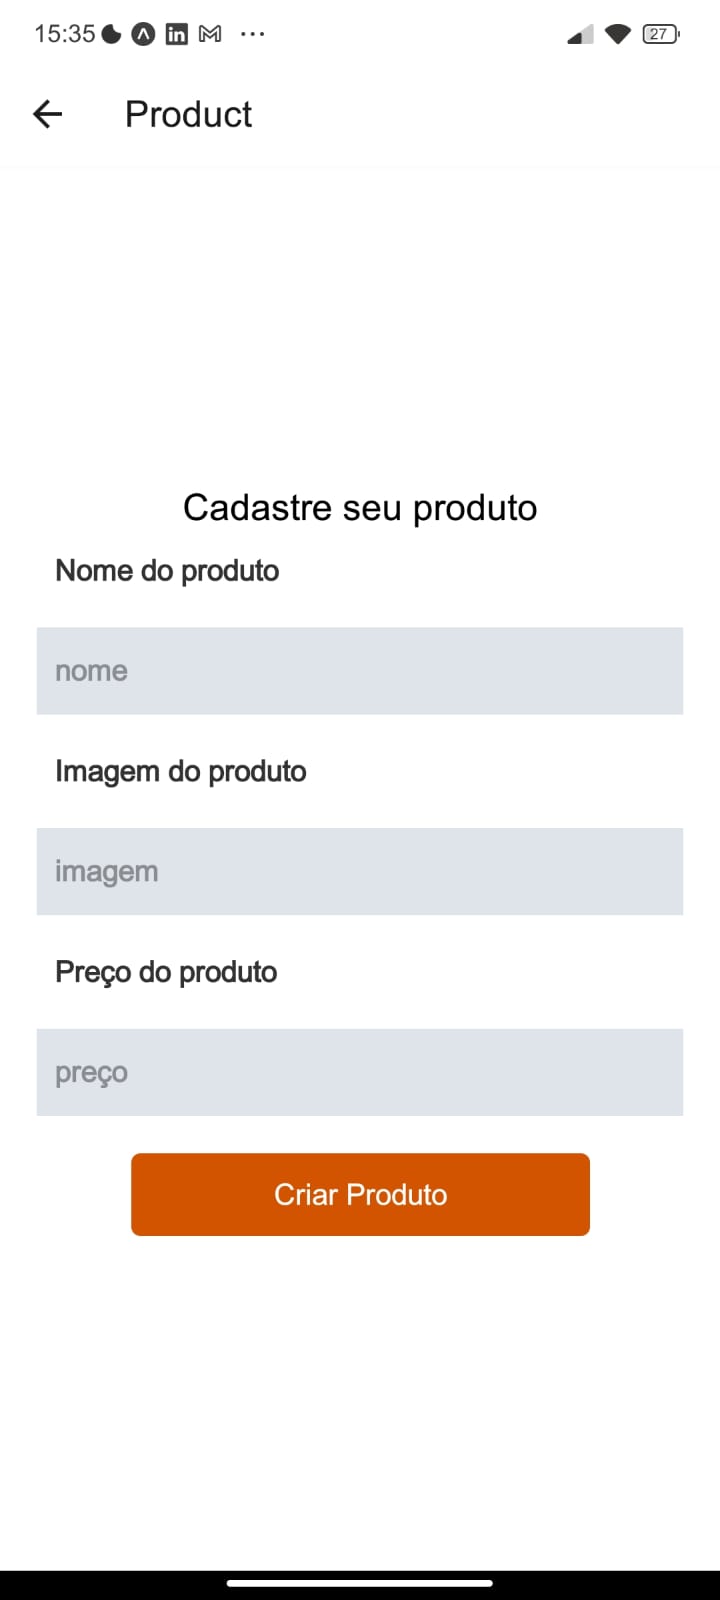 15:35 in M ...
27
Product
Cadastre seu produto
Nome do produto
nome
Imagem do produto
imagem
Preço do produto
preço
Criar Produto